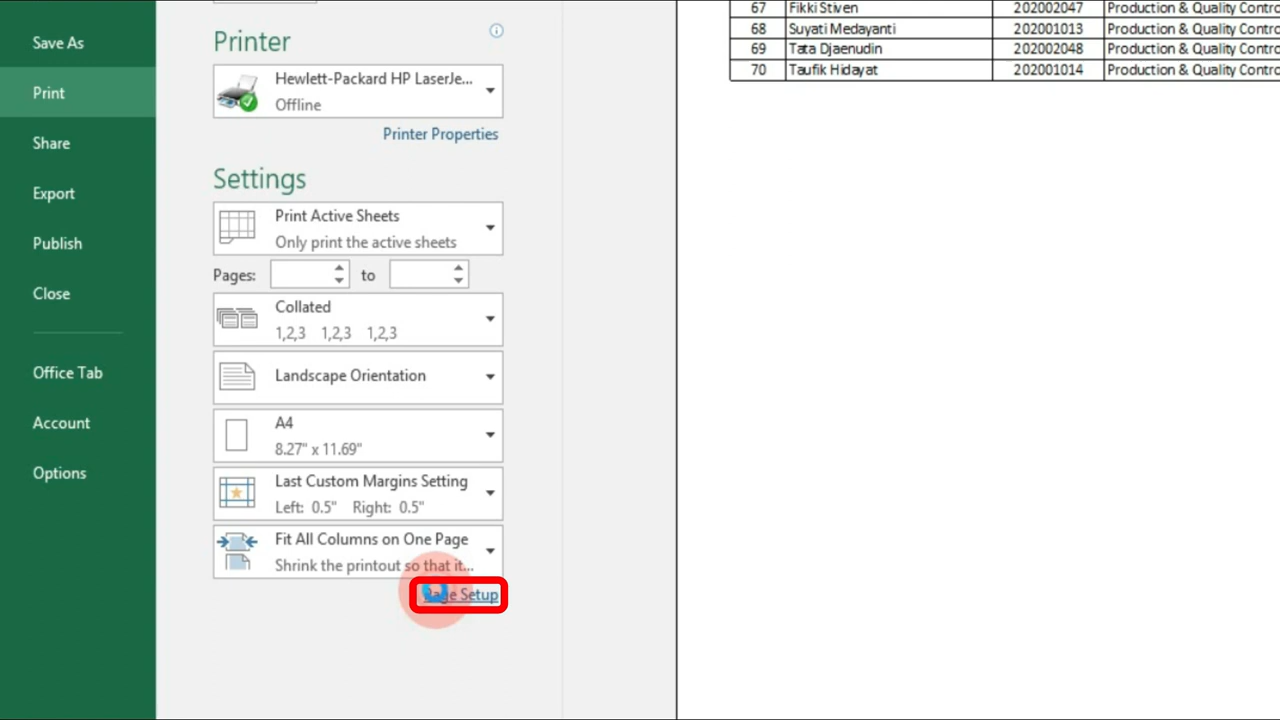 Save As
Print
Share
Export
Publish
Close
Office Tab
Account
Options
Printer
Hewlett-Packard HP LaserJe...
Offline
Printer Properties
Settings
Print Active Sheets
Only print the active sheets
Pages: to
Collated
1,2,3 1,2,3 1,2,3
Landscape Orientation
A4
8.27" x 11.69"
Last Custom Margins Setting
Left: 0.5" Right: 0.5"
Fit All Columns on One Page
Shrink the printout so that it...
Page Setup
67 Fikki Stiven 202002047 Production & Quality Contro
68 Suyati Medayanti 202001013 Production & Quality Contro
69 Tata Djaenudin 202002048 Production & Quality Contro
70 Taufik Hidayat 202001014 Production & Quality Contro